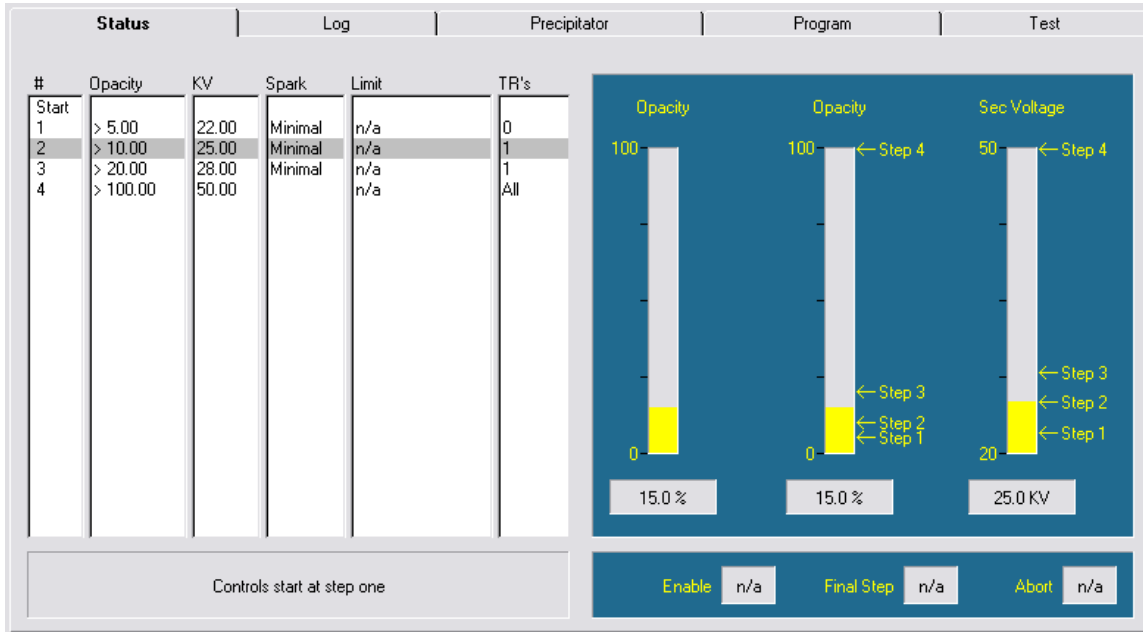 Status Log Precipitator Program Test
# Opacity KV Spark Limit TR's
Start
1 > 5.00 22.00 Minimal n/a 0
2 > 10.00 25.00 Minimal n/a 1
3 > 20.00 28.00 Minimal n/a 1
4 > 100.00 50.00 n/a All
Controls start at step one
Opacity Opacity Sec Voltage
100 100 Step 4 50 Step 4
Step 3
Step 3
Step 2
Step 2
Step 1
Step 1
0 0 20
15.0 % 15.0 % 25.0 KV
Enable n/a Final Step n/a Abort n/a